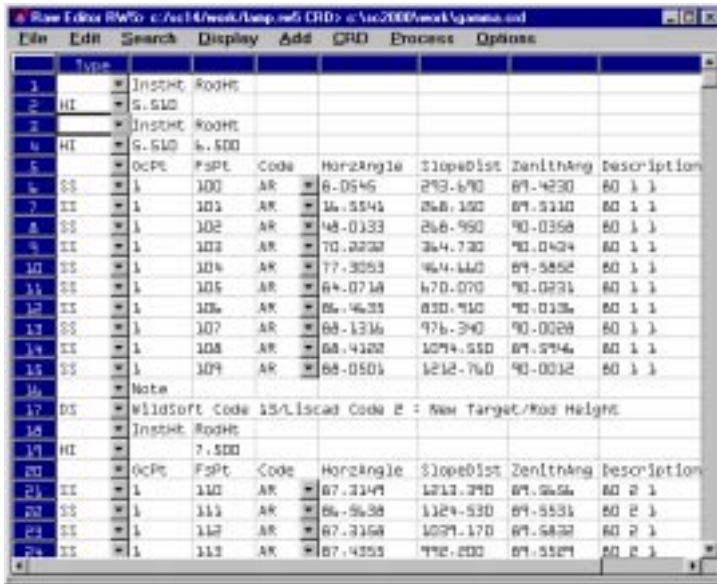 Raw Editor RW5> c:/sc14/work/lamp.rw5 CRD> c:\sc2000\work\gamma.crd
File Edit Search Display Add CRD Process Options
Type
1 InstHt RodHt
2 HI 5.510
3 InstHt RodHt
4 HI 5.510 6.500
5 OcPt FsPt Code HorzAngle SlopeDist ZenithAng Description
6 SS 1 100 AR 293.690 89.4230 80 1 1
7 SS 1 101 AR 16.5541 268.150 89.5110 80 1 1
8 SS 1 102 AR 48.0133 268.950 90.0358 80 1 1
9 SS 1 103 AR 70.2232 364.730 90.0434 80 1 1
10 SS 1 104 AR 77.3053 464.660 89.5852 80 1 1
11 SS 1 105 AR 670.070 90.0231 80 1 1
12 SS 1 106 AR 86.4635 830.910 90.0136 80 1 1
13 SS 1 107 AR 88.1316 976.340 90.0028 80 1 1
14 SS 1 108 AR 88.4122 1094.550 89.5946 80 1 1
15 SS 1 109 AR 88.0501 1212.760 90.0012 80 1 1
16 Note
17 DS WildSoft Code 13/Liscad Code 2 : New Target/Rod Height
18 InstHt RodHt
19 HI 7.500
20 OcPt FsPt Code HorzAngle SlopeDist ZenithAng Description
21 SS 1 110 AR 87.3149 1213.390 89.5656 80 2 1
22 SS 1 111 AR 86.5638 1124.530 89.5531 80 2 1
23 SS 1 112 AR 87.3158 1039.170 89.5832 80 2 1
24 SS 1 113 AR 87.4355 992.200 89.5529 80 2 1